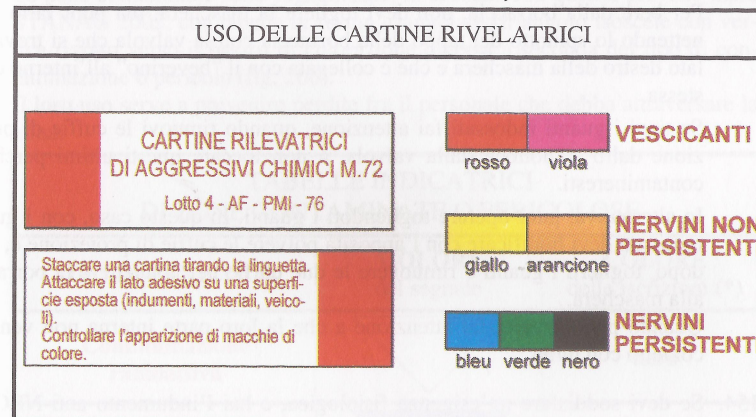 USO DELLE CARTINE RIVELATRICI
CARTINE RILEVATRICI
DI AGGRESSIVI CHIMICI M.72
Lotto 4 - AF - PMI - 76
Staccare una cartina tirando la linguetta.
Attaccare il lato adesivo su una superfi-
cie esposta (indumenti, materiali, veico-
li).
Controllare l'apparizione di macchie di
colore.
VESCICANTI
rosso viola
NERVINI NON
PERSISTENT
giallo arancione
NERVINI
PERSISTENT
bleu verde nero